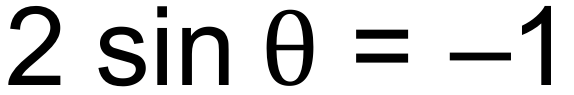 2 sin θ = –1